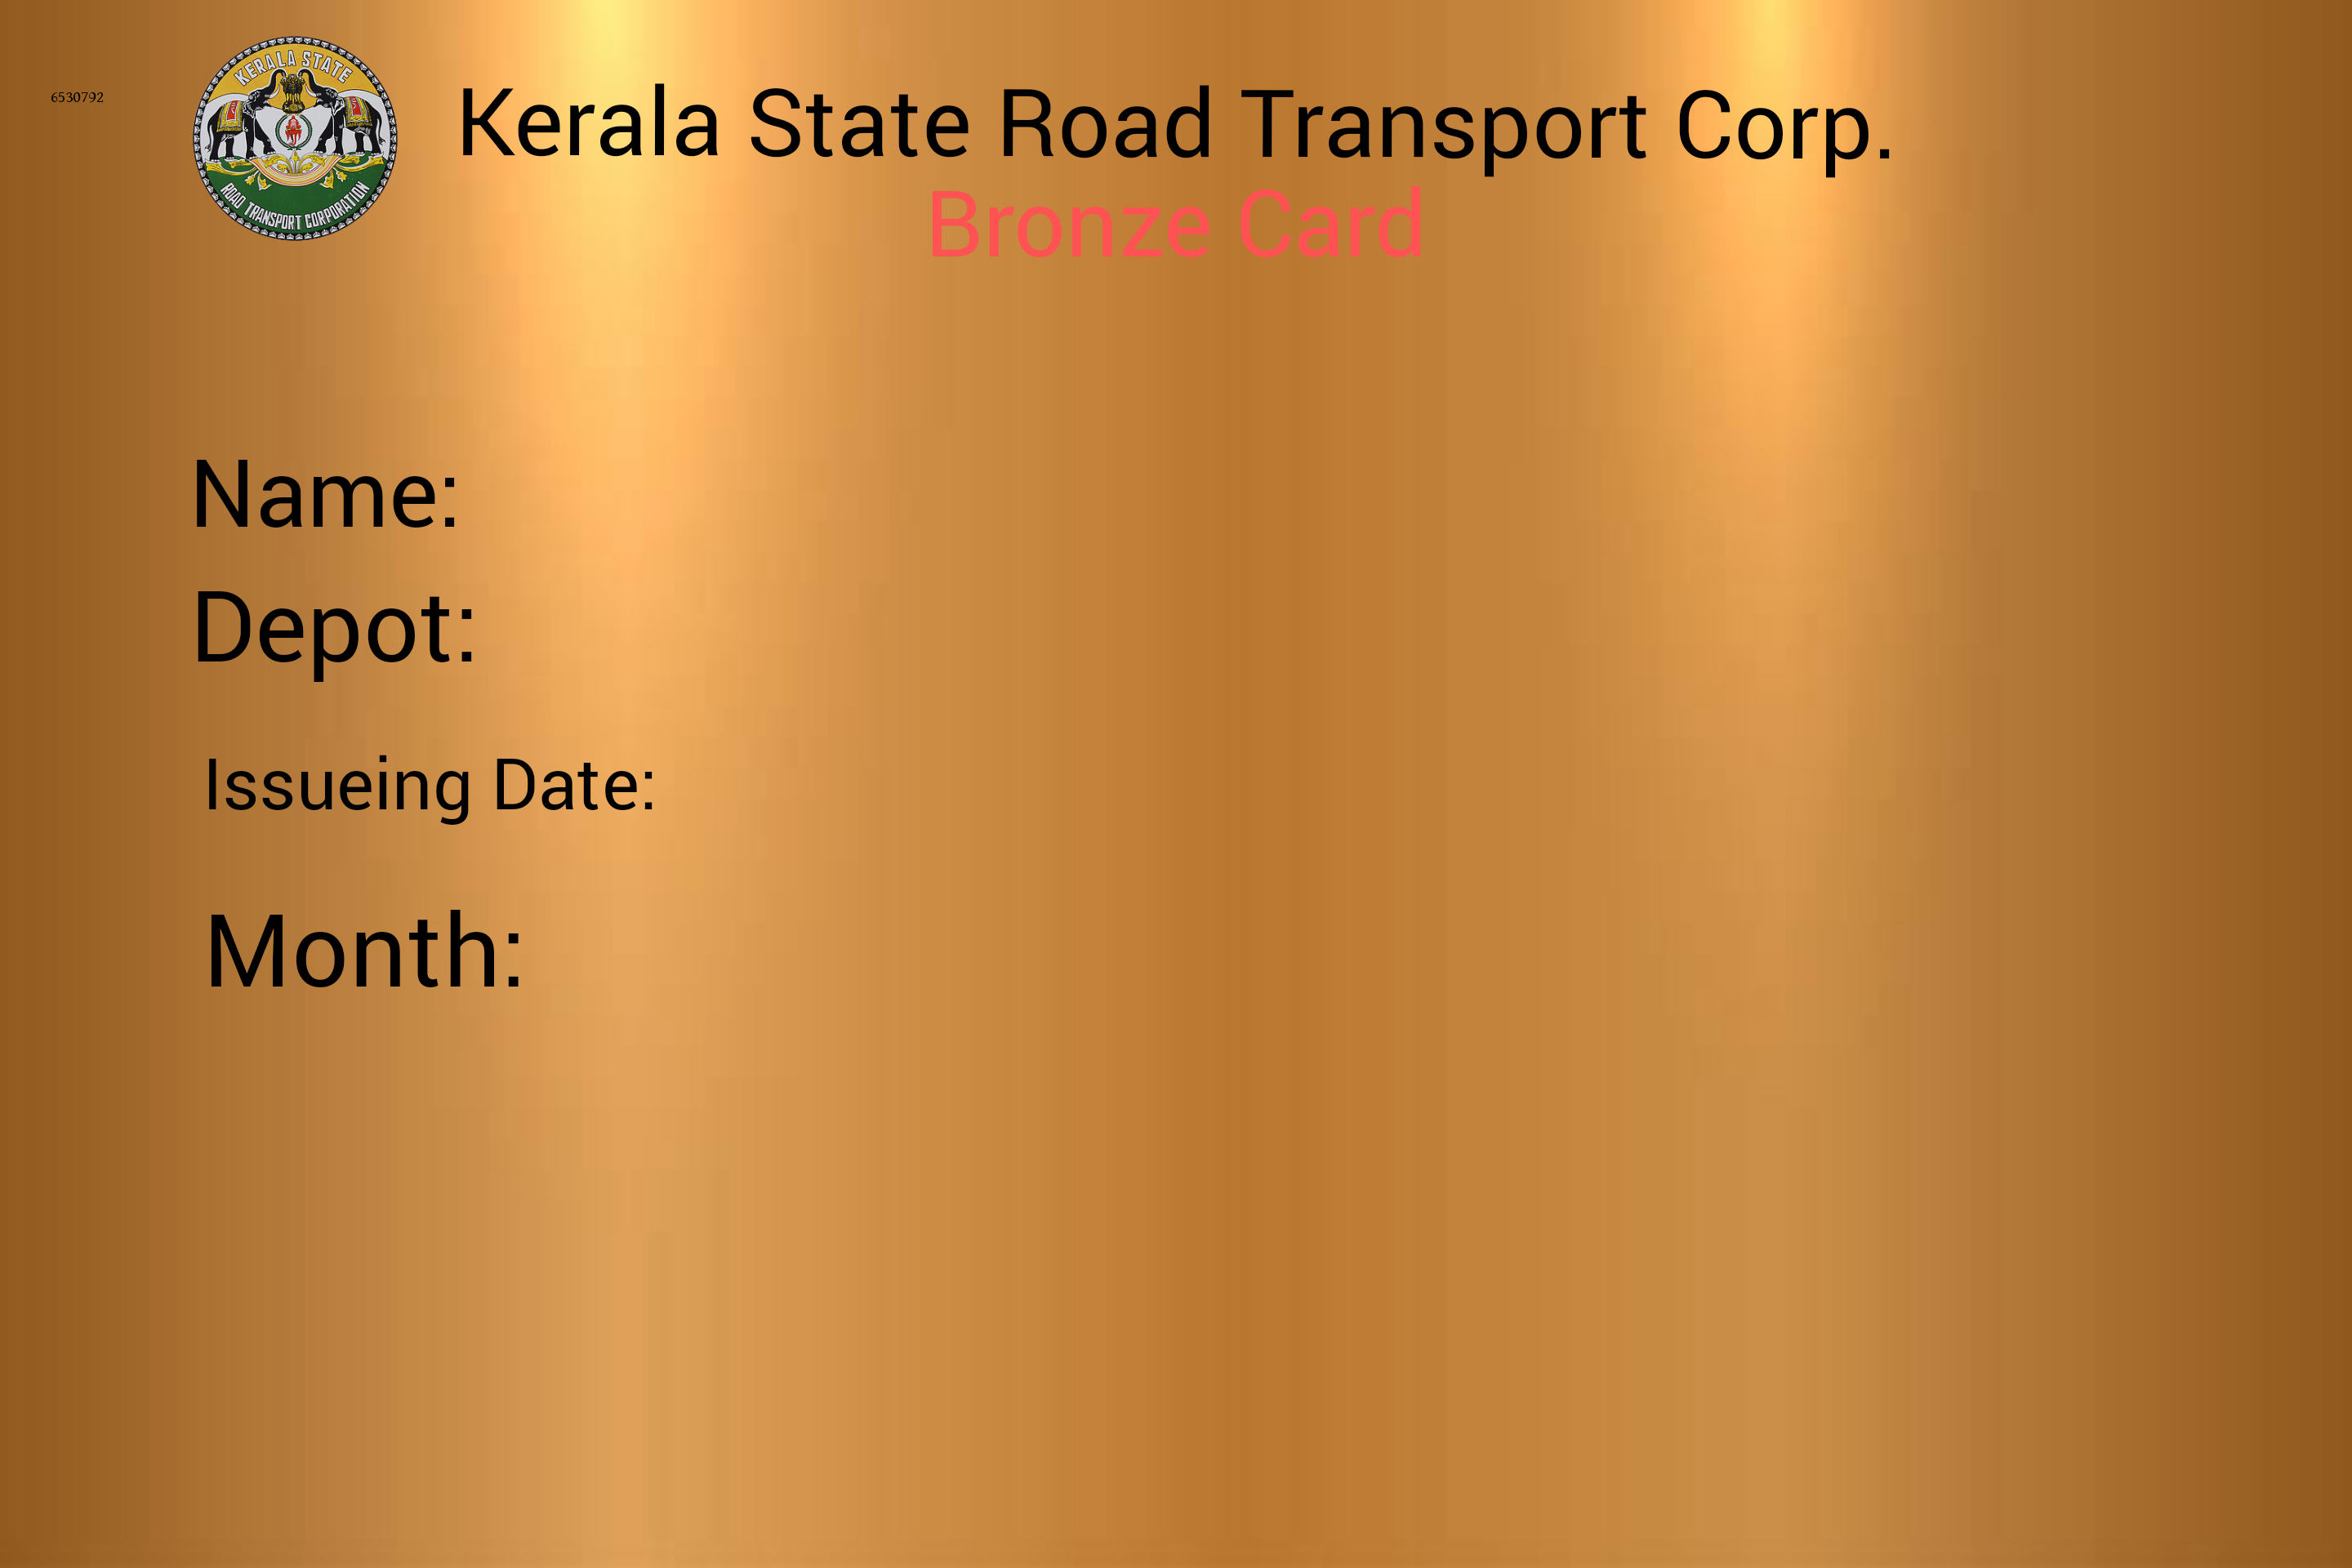 6530792
KERALA STATE
ROAD TRANSPORT CORPORATION
Kerala State Road Transport Corp.
Bronze Card
Name:
Depot:
Issueing Date:
Month: